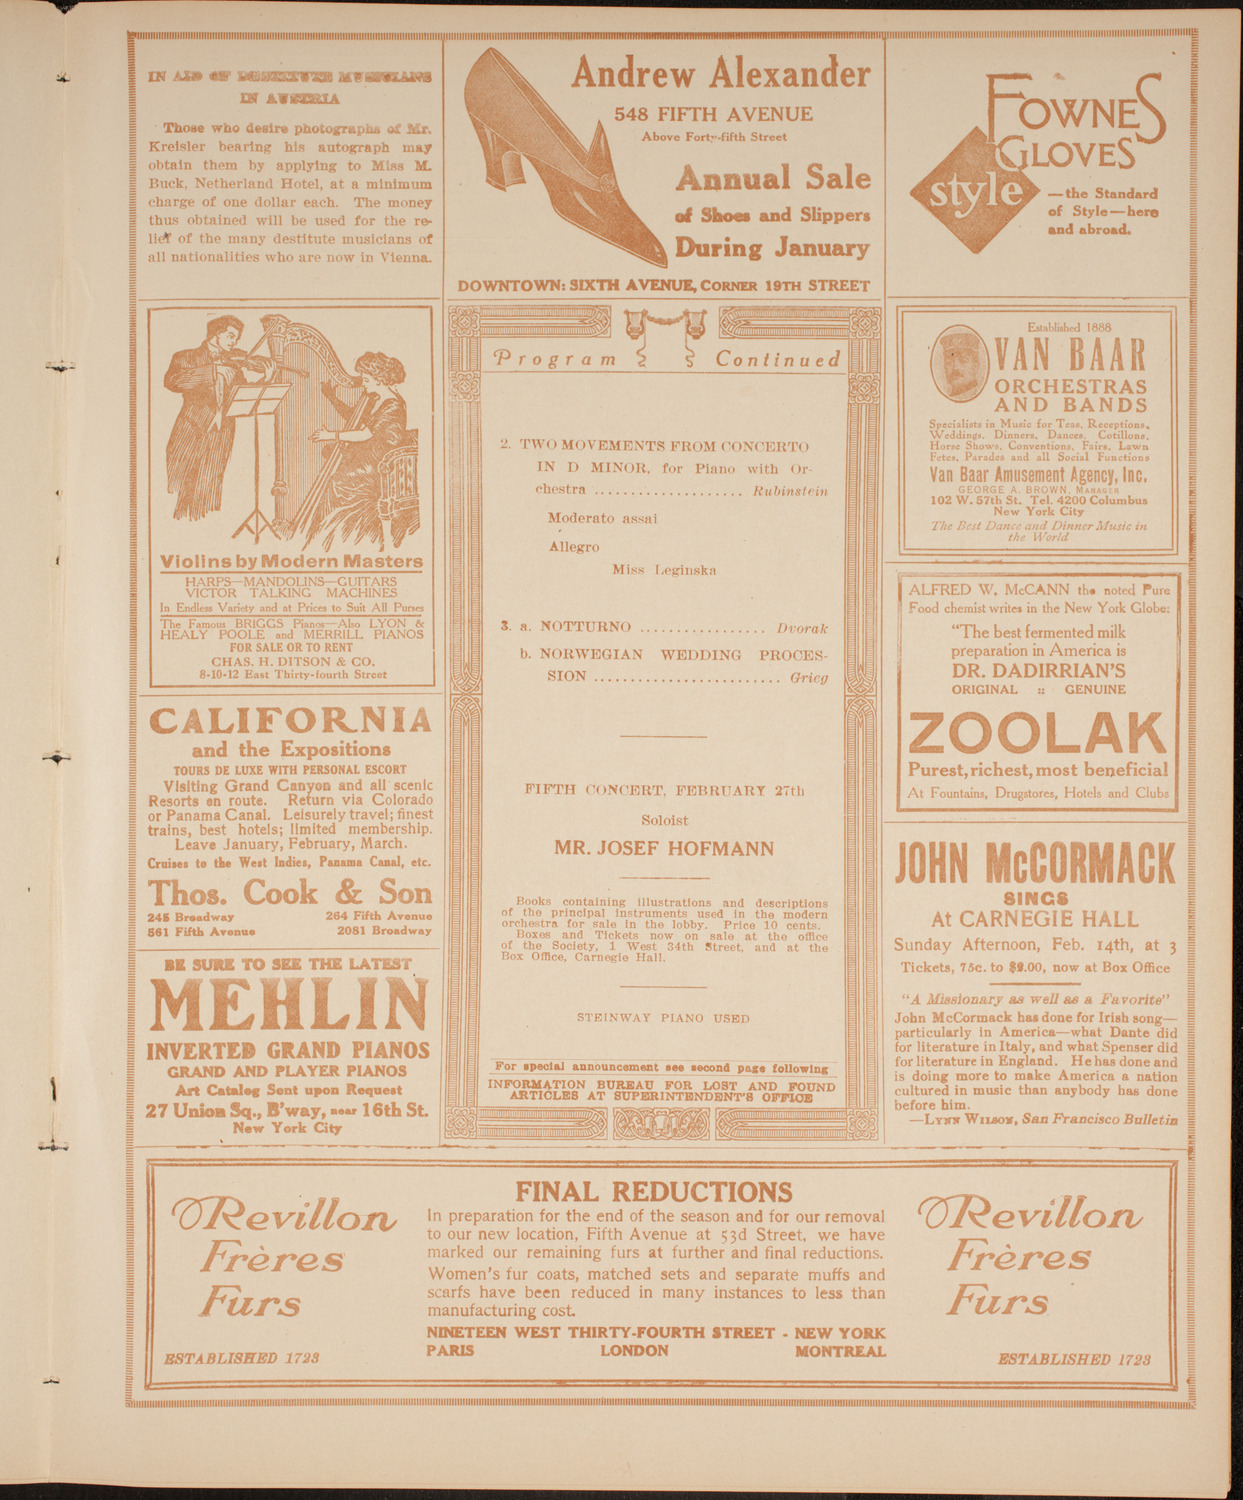 IN AID OF DESTITUTE MUSICIANS
IN AUSTRIA
Those who desire photographs of Mr.
Kreisler bearing his autograph may
obtain them by applying to Miss M.
Buck, Netherland Hotel, at a minimum
charge of one dollar each. The money
thus obtained will be used for the re-
lief of the many destitute musicians of
all nationalities who are now in Vienna.
Andrew Alexander
548 FIFTH AVENUE
Above Forty-fifth Street
Annual Sale
of Shoes and Slippers
During January
DOWNTOWN: SIXTH AVENUE, CORNER 19TH STREET
FOWNES
GLOVES
style
—the Standard
of Style—here
and abroad.
Violins by Modern Masters
HARPS—MANDOLINS—GUITARS
VICTOR TALKING MACHINES
In Endless Variety and at Prices to Suit All Purses
The Famous BRIGGS Pianos—Also LYON &
HEALY POOLE and MERRILL PIANOS
FOR SALE OR TO RENT
CHAS. H. DITSON & CO.
8-10-12 East Thirty-fourth Street
CALIFORNIA
and the Expositions
TOURS DE LUXE WITH PERSONAL ESCORT
Visiting Grand Canyon and all scenic
Resorts en route. Return via Colorado
or Panama Canal. Leisurely travel; finest
trains, best hotels; limited membership.
Leave January, February, March.
Cruises to the West Indies, Panama Canal, etc.
Thos. Cook & Son
245 Broadway 264 Fifth Avenue
561 Fifth Avenue 2081 Broadway
BE SURE TO SEE THE LATEST
MEHLIN
INVERTED GRAND PIANOS
GRAND AND PLAYER PIANOS
Art Catalog Sent upon Request
27 Union Sq., B'way, near 16th St.
New York City
Program Continued
2. TWO MOVEMENTS FROM CONCERTO
IN D MINOR, for Piano with Or-
chestra ..................... Rubinstein
Moderato assai
Allegro
Miss Leginska
3. a. NOTTURNO ................. Dvorak
b. NORWEGIAN WEDDING PROCES-
SION ......................... Grieg
FIFTH CONCERT, FEBRUARY 27th
Soloist
MR. JOSEF HOFMANN
Books containing illustrations and descriptions
of the principal instruments used in the modern
orchestra for sale in the lobby. Price 10 cents.
Boxes and Tickets now on sale at the office
of the Society, 1 West 34th Street, and at the
Box Office, Carnegie Hall.
STEINWAY PIANO USED
For special announcement see second page following
INFORMATION BUREAU FOR LOST AND FOUND
ARTICLES AT SUPERINTENDENT'S OFFICE
Established 1888
VAN BAAR
ORCHESTRAS
AND BANDS
Specialists in Music for Teas, Receptions,
Weddings, Dinners, Dances, Cotillons,
Horse Shows, Conventions, Fairs, Lawn
Fetes, Parades and all Social Functions
Van Baar Amusement Agency, Inc.
GEORGE A. BROWN, MANAGER
102 W. 57th St. Tel. 4200 Columbus
New York City
The Best Dance and Dinner Music in
the World
ALFRED W. McCANN the noted Pure
Food chemist writes in the New York Globe:
"The best fermented milk
preparation in America is
DR. DADIRRIAN'S
ORIGINAL :: GENUINE
ZOOLAK
Purest, richest, most beneficial
At Fountains, Drugstores, Hotels and Clubs
JOHN McCORMACK
SINGS
At CARNEGIE HALL
Sunday Afternoon, Feb. 14th, at 3
Tickets, 75c. to $2.00, now at Box Office
"A Missionary as well as a Favorite"
John McCormack has done for Irish song—
particularly in America—what Dante did
for literature in Italy, and what Spenser did
for literature in England. He has done and
is doing more to make America a nation
cultured in music than anybody has done
before him.
—LYNN WILSON, San Francisco Bulletin
Revillon
Frères
Furs
ESTABLISHED 1723
FINAL REDUCTIONS
In preparation for the end of the season and for our removal
to our new location, Fifth Avenue at 53d Street, we have
marked our remaining furs at further and final reductions.
Women's fur coats, matched sets and separate muffs and
scarfs have been reduced in many instances to less than
manufacturing cost.
NINETEEN WEST THIRTY-FOURTH STREET - NEW YORK
PARIS LONDON MONTREAL
Revillon
Frères
Furs
ESTABLISHED 1723